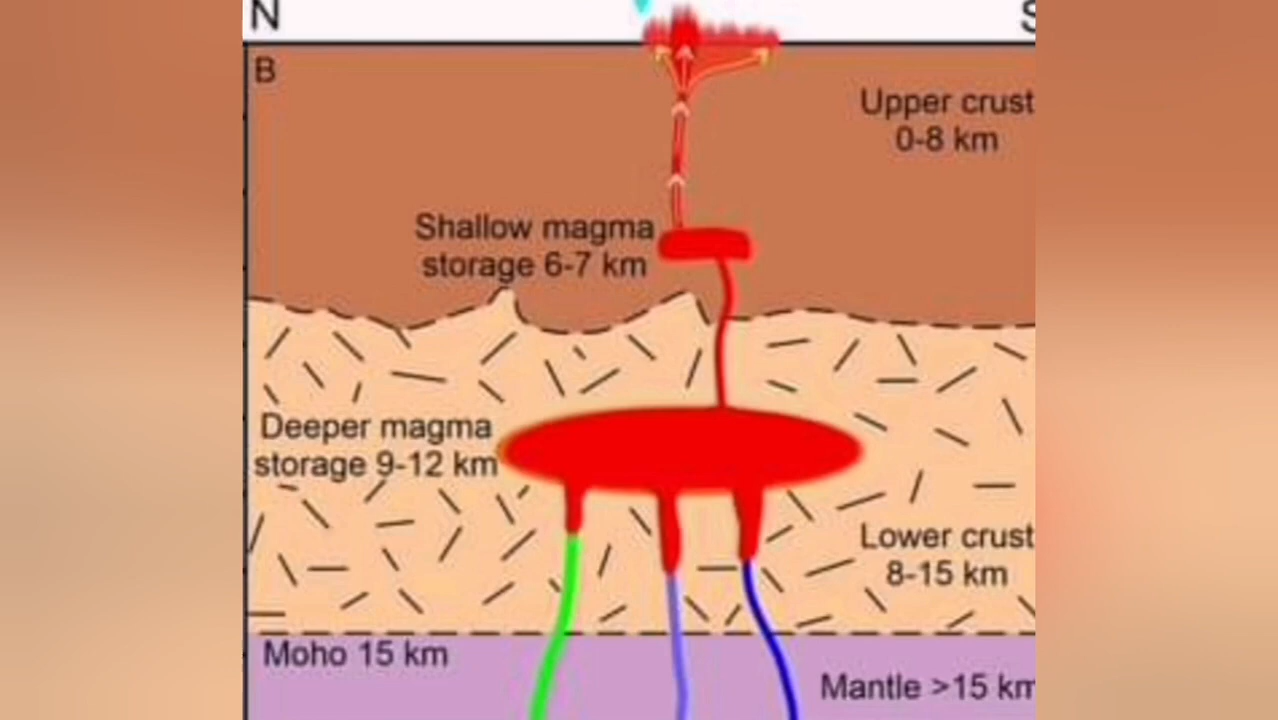 N
S
B
Upper crust
0-8 km
Shallow magma
storage 6-7 km
Deeper magma
storage 9-12 km
Lower crust
8-15 km
Moho 15 km
Mantle >15 km